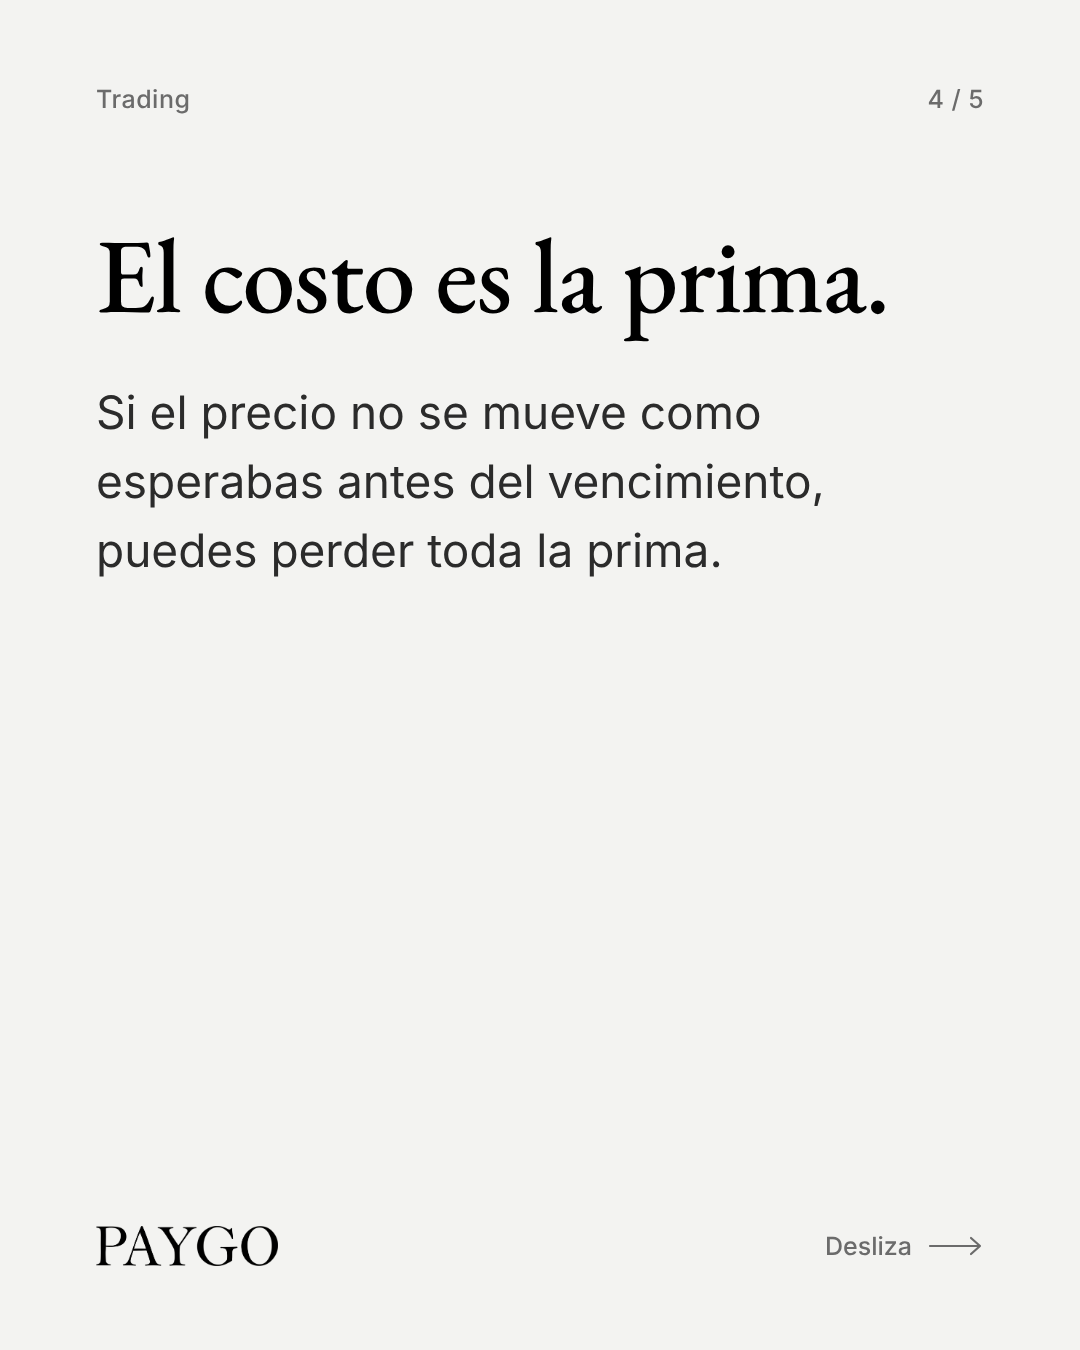 Trading
4 / 5
El costo es la prima.
Si el precio no se mueve como
esperabas antes del vencimiento,
puedes perder toda la prima.
PAYGO
Desliza